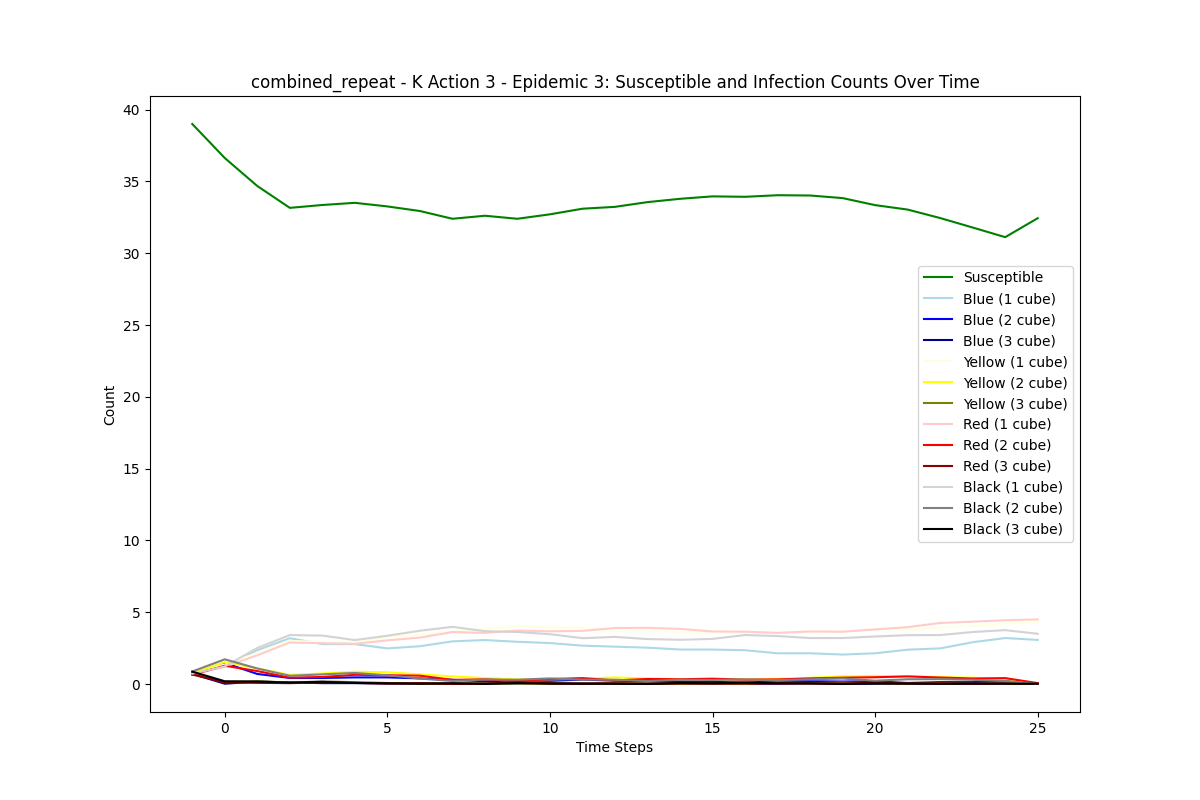 combined_repeat - K Action 3 - Epidemic 3: Susceptible and Infection Counts Over Time
Count
40
35
30
25
20
15
10
5
0
Susceptible
Blue (1 cube)
Blue (2 cube)
Blue (3 cube)
Yellow (1 cube)
Yellow (2 cube)
Yellow (3 cube)
Red (1 cube)
Red (2 cube)
Red (3 cube)
Black (1 cube)
Black (2 cube)
Black (3 cube)
0 5 10 15 20 25
Time Steps